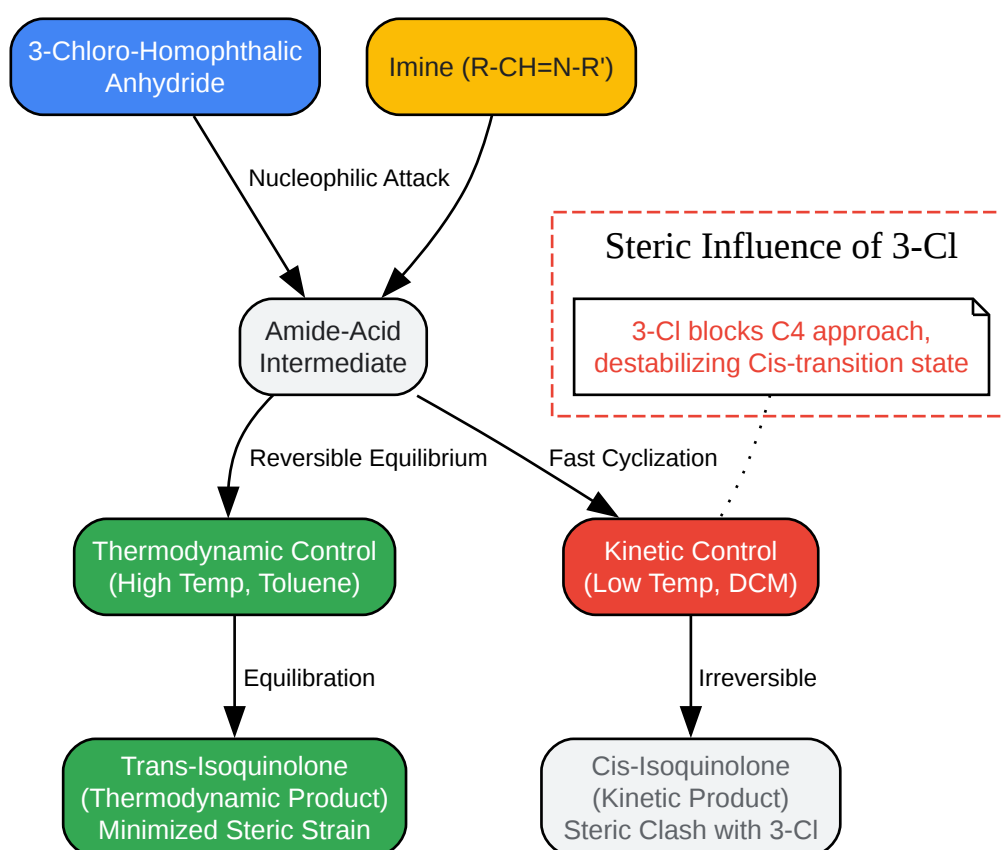 3-Chloro-Homophthalic
Anhydride
Imine (R-CH=N-R')
Nucleophilic Attack
Steric Influence of 3-Cl
3-Cl blocks C4 approach,
destabilizing Cis-transition state
Amide-Acid
Intermediate
Reversible Equilibrium
Fast Cyclization
Thermodynamic Control
(High Temp, Toluene)
Kinetic Control
(Low Temp, DCM)
Equilibration
Irreversible
Trans-Isoquinolone
(Thermodynamic Product)
Minimized Steric Strain
Cis-Isoquinolone
(Kinetic Product)
Steric Clash with 3-Cl